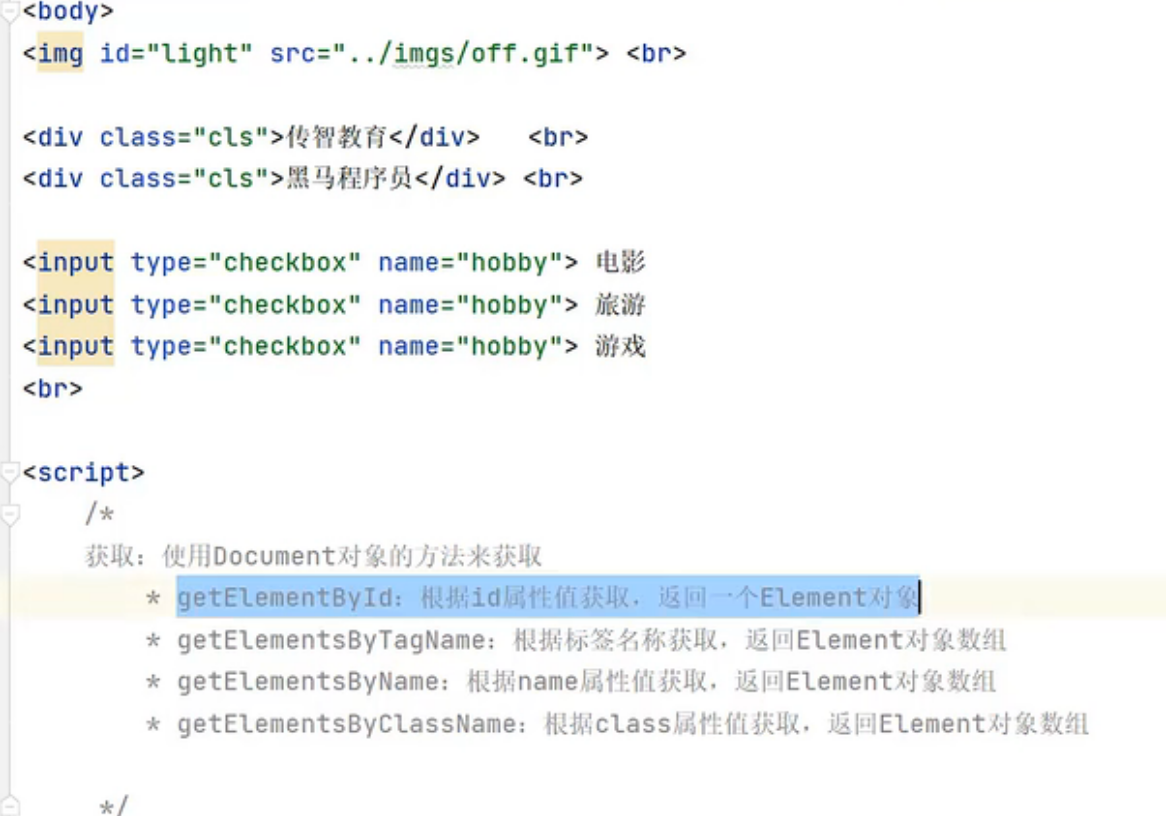 <body>
<img id="light" src="../imgs/off.gif"> <br>
<div class="cls">传智教育</div>   <br>
<div class="cls">黑马程序员</div> <br>
<input type="checkbox" name="hobby"> 电影
<input type="checkbox" name="hobby"> 旅游
<input type="checkbox" name="hobby"> 游戏
<br>
<script>
/*
获取：使用Document对象的方法来获取
* getElementById：根据id属性值获取，返回一个Element对象
* getElementsByTagName：根据标签名称获取，返回Element对象数组
* getElementsByName：根据name属性值获取，返回Element对象数组
* getElementsByClassName：根据class属性值获取，返回Element对象数组
*/